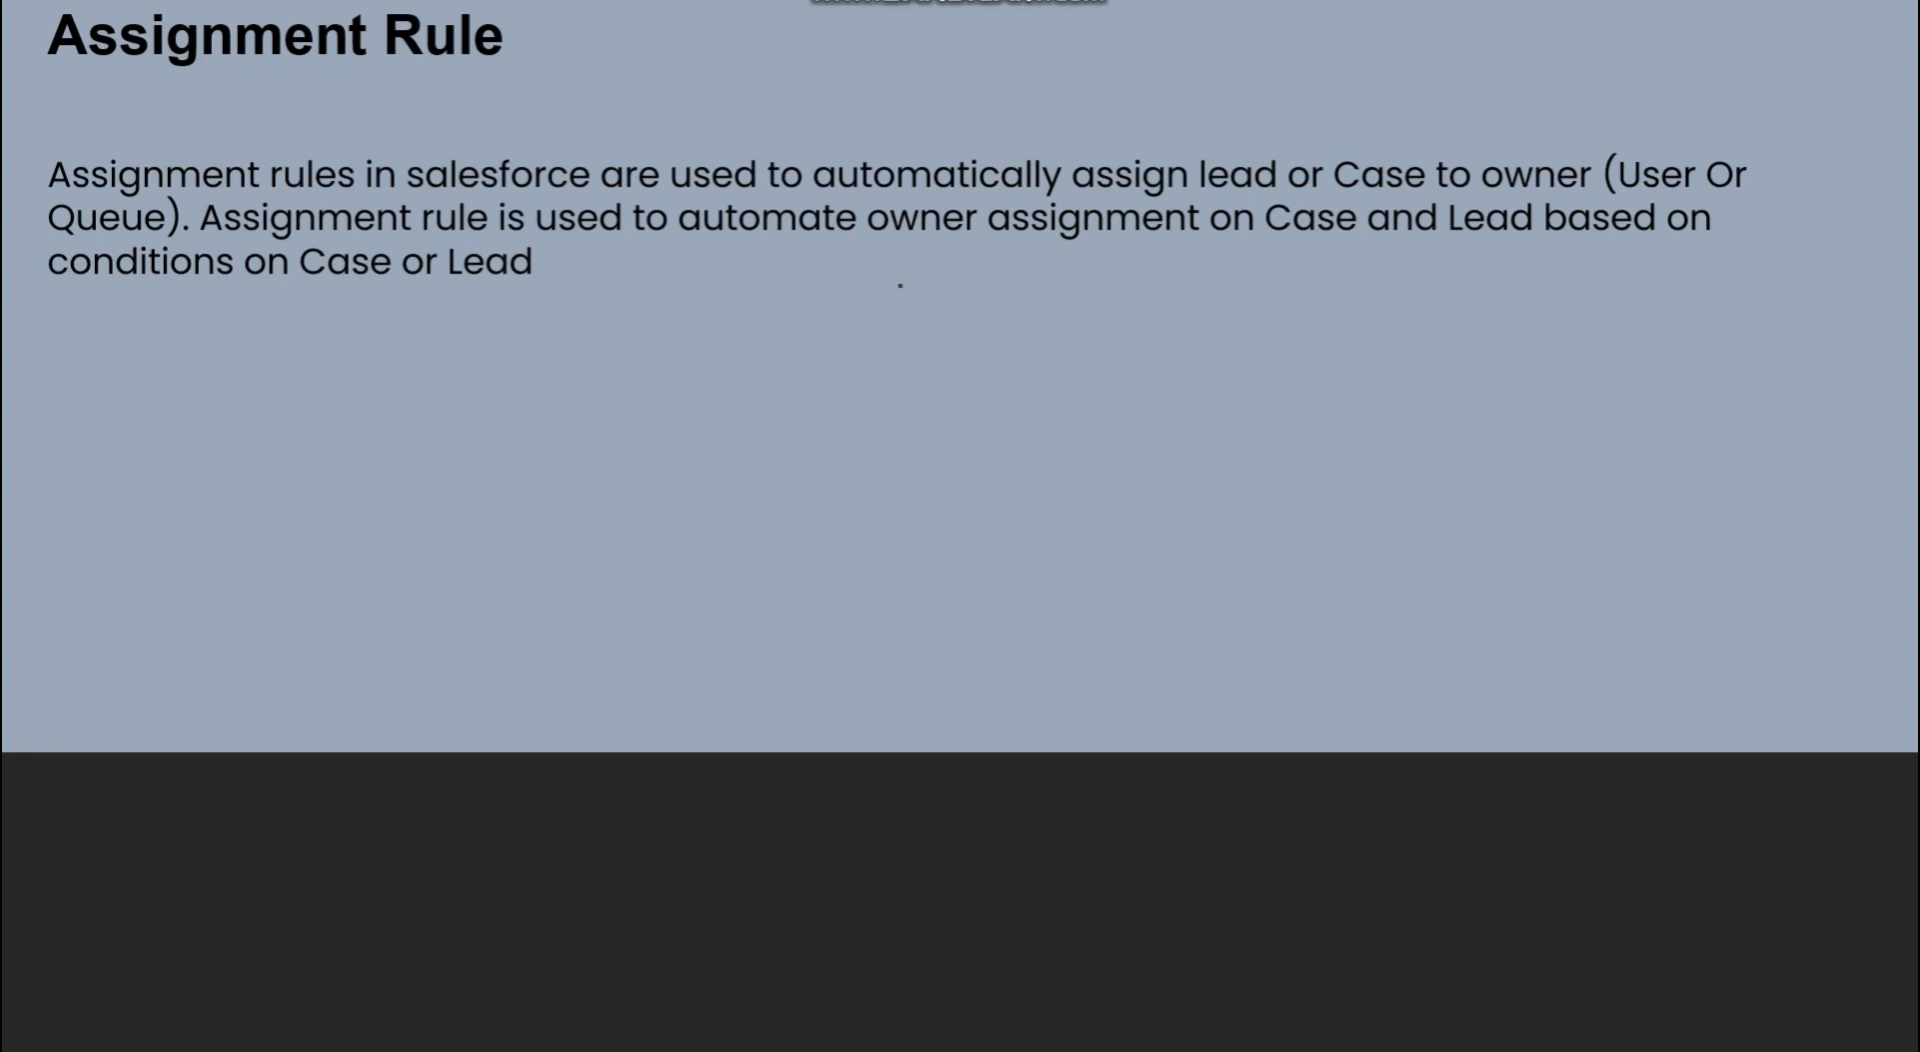 Assignment Rule
Assignment rules in salesforce are used to automatically assign lead or Case to owner (User Or
Queue). Assignment rule is used to automate owner assignment on Case and Lead based on
conditions on Case or Lead
.